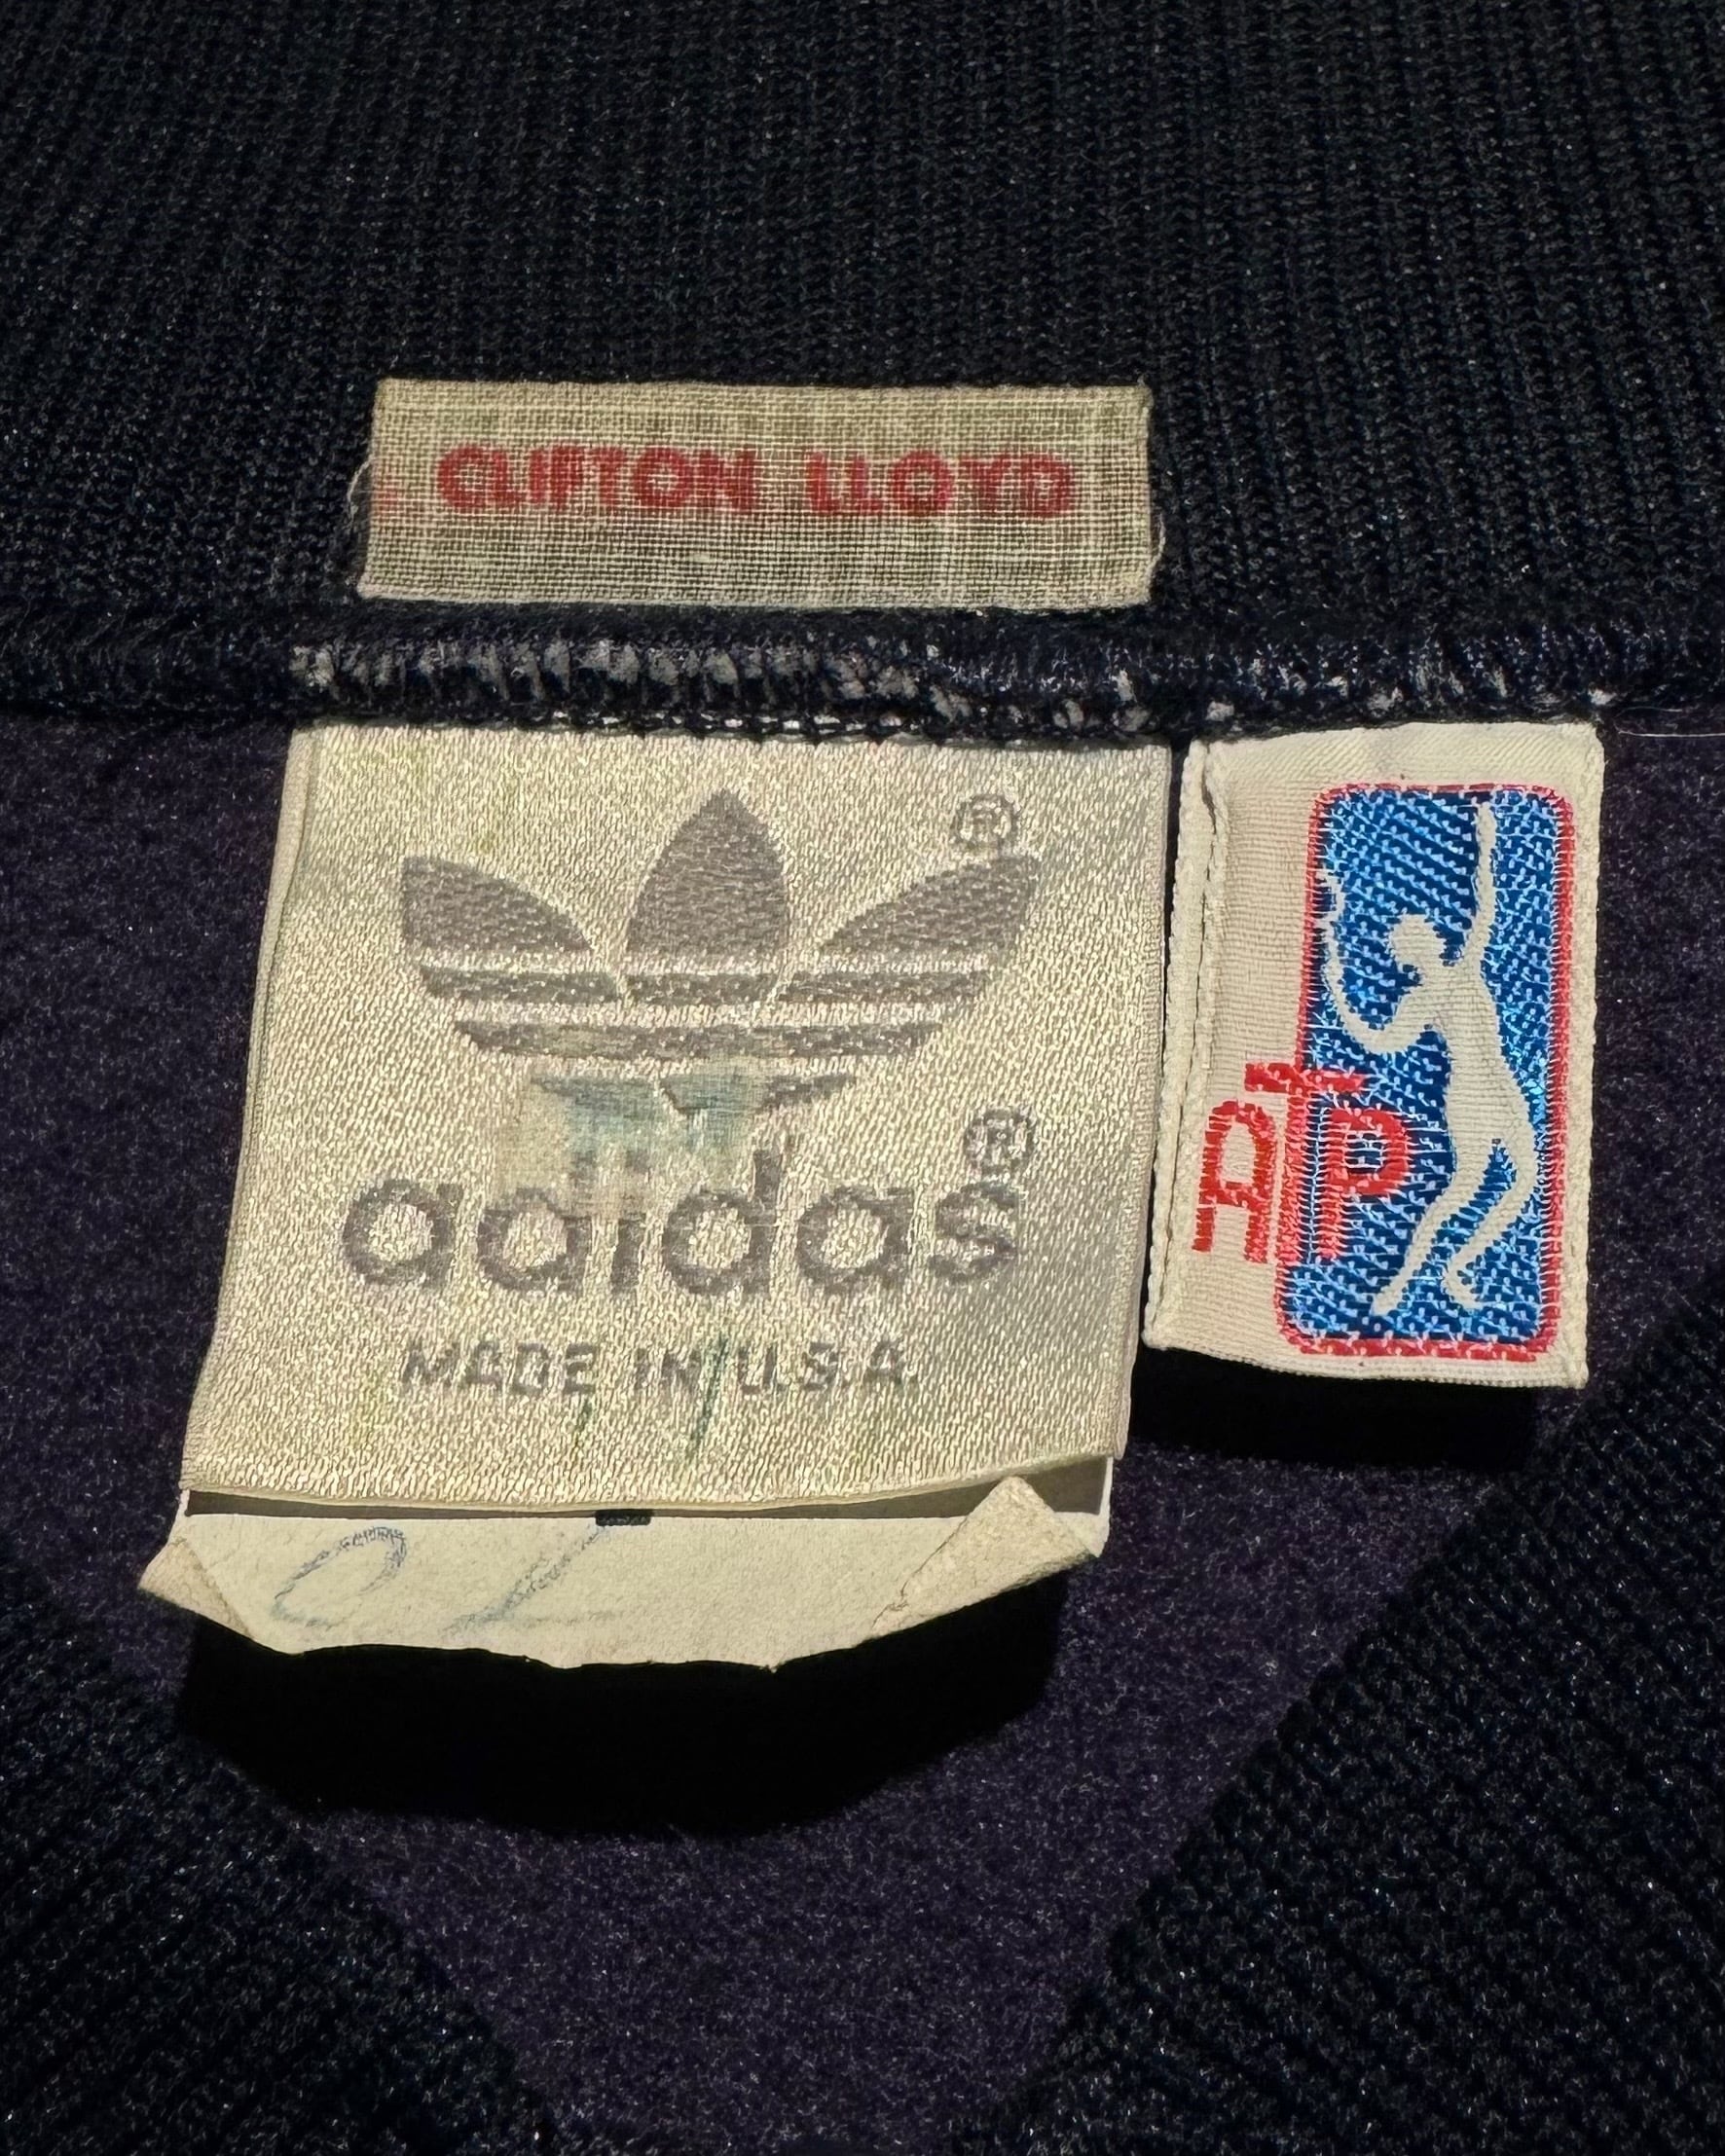 CLIFTON LLOYD
®
adidas®
MADE IN U.S.A.
ATP